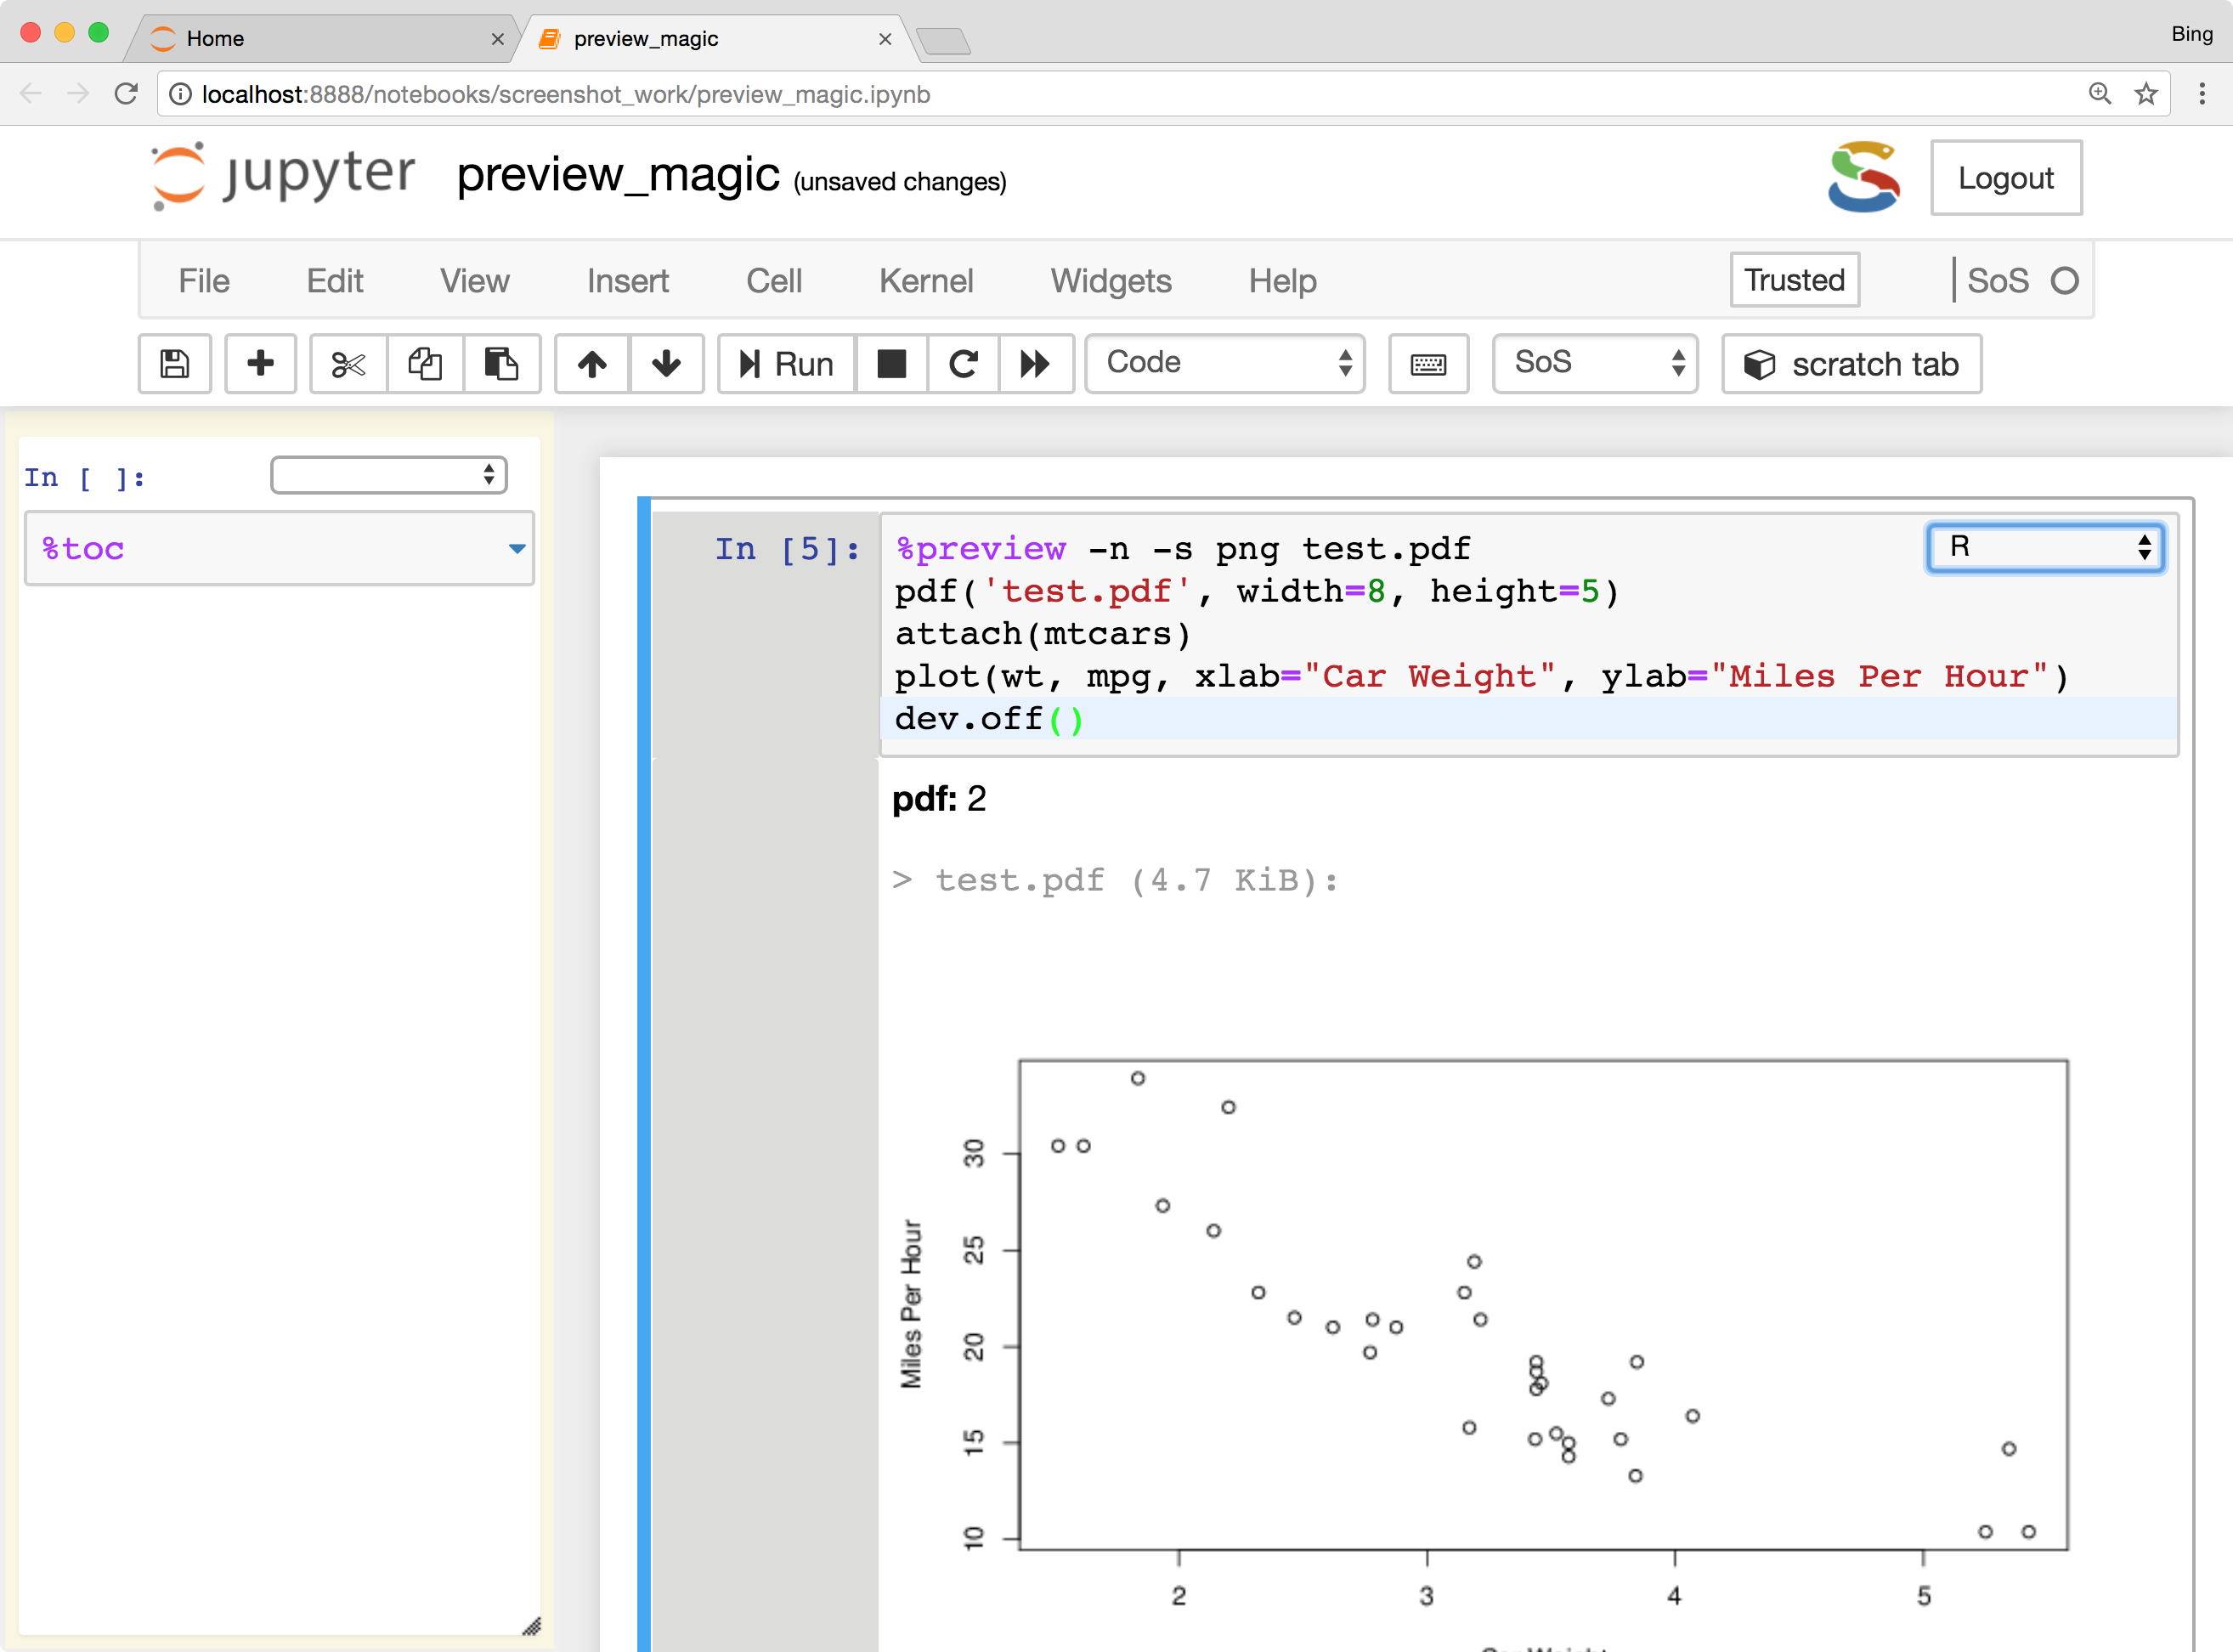 Home
preview_magic
Bing
localhost:8888/notebooks/screenshot_work/preview_magic.ipynb
jupyter preview_magic (unsaved changes)
Logout
File Edit View Insert Cell Kernel Widgets Help Trusted SoS
Run Code SoS scratch tab
In [ ]:
%toc
In [5]:
%preview -n -s png test.pdf
R
pdf('test.pdf', width=8, height=5)
attach(mtcars)
plot(wt, mpg, xlab="Car Weight", ylab="Miles Per Hour")
dev.off()
pdf: 2
> test.pdf (4.7 KiB):
Miles Per Hour
30
25
20
15
10
2 3 4 5